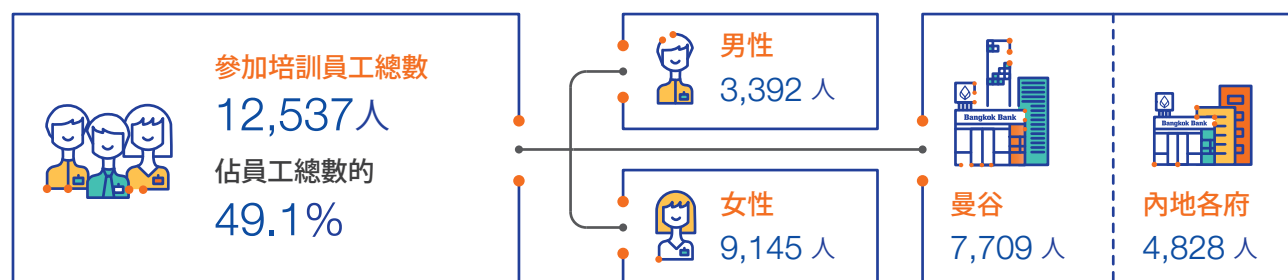 參加培訓員工總數
12,537人
佔員工總數的
49.1%
男性
3,392 人
女性
9,145 人
Bangkok Bank
曼谷
7,709 人
Bangkok Bank
內地各府
4,828 人